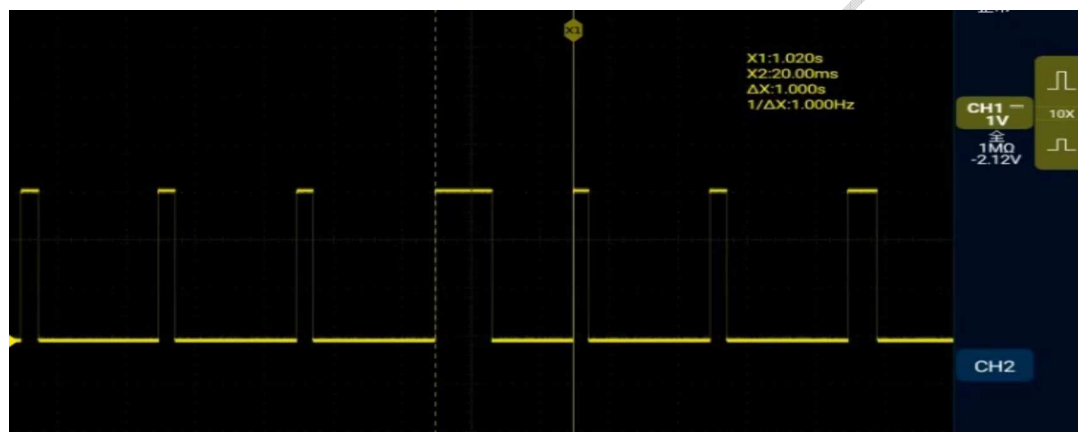 X1
X1:1.020s
X2:20.00ms
ΔX:1.000s
1/ΔX:1.000Hz
CH1
1V
10X
全
1MΩ
-2.12V
CH2